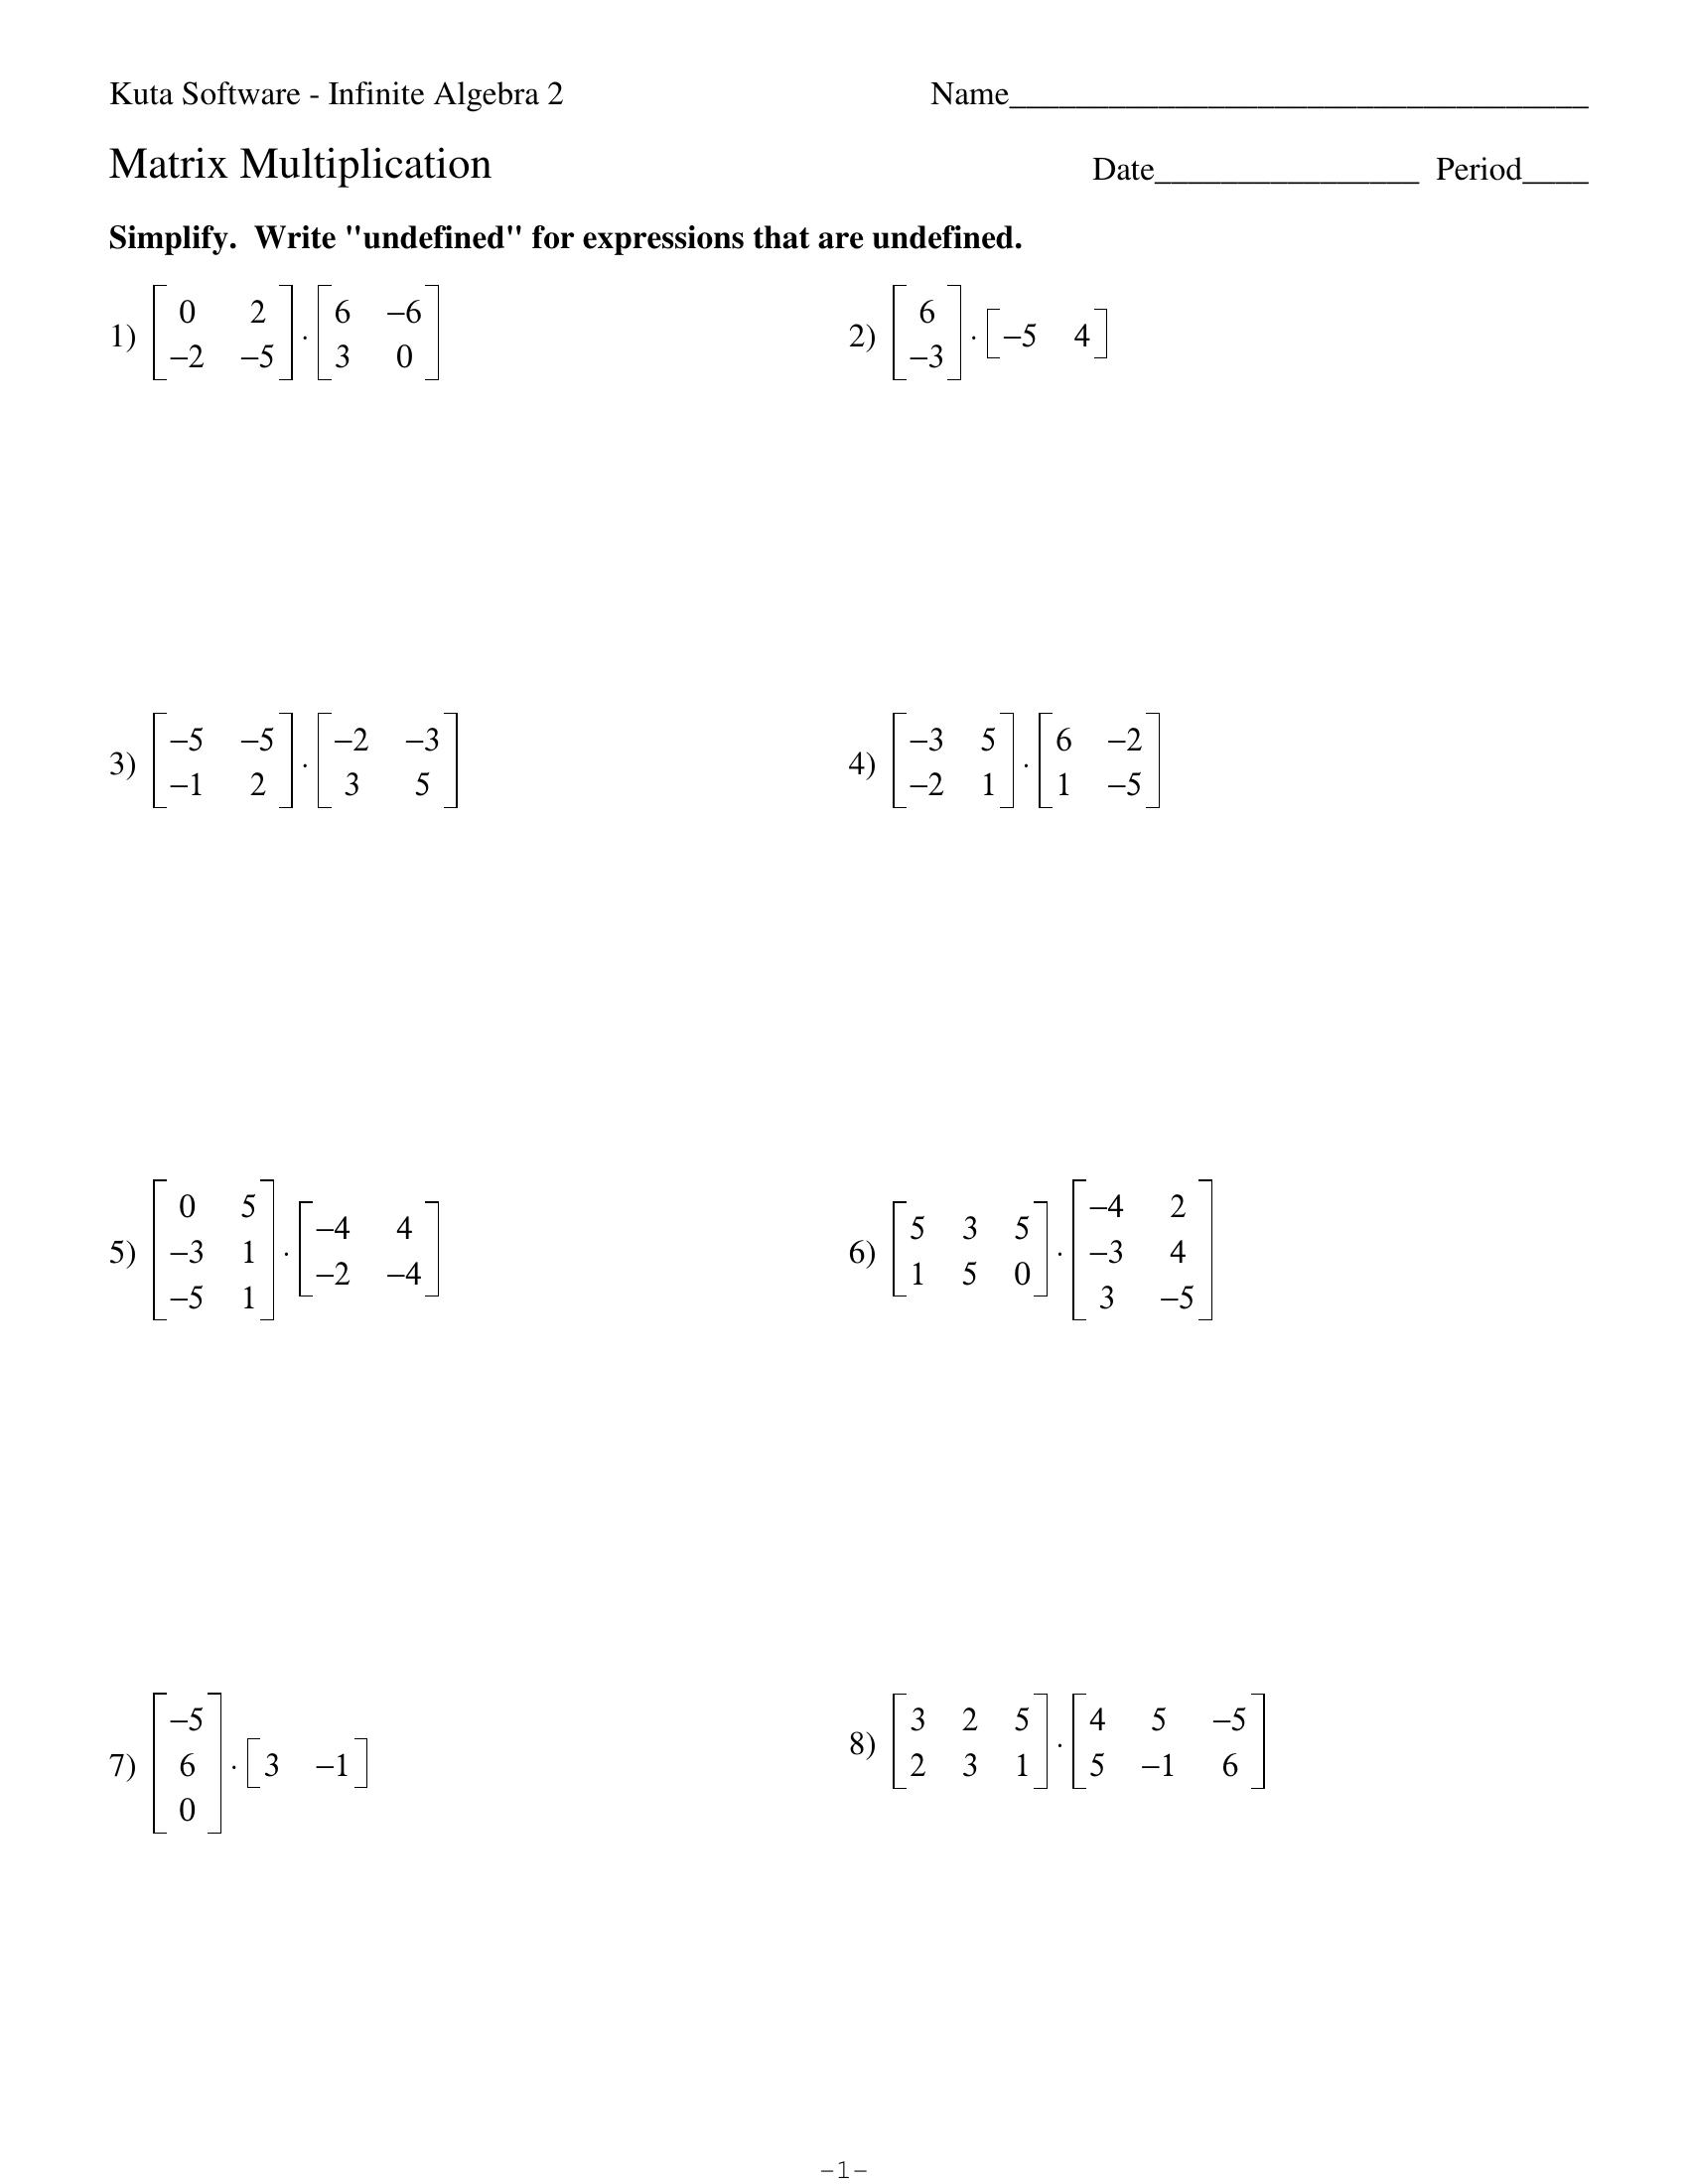 Kuta Software - Infinite Algebra 2 Name___________________________________
Matrix Multiplication Date________________ Period____
Simplify. Write "undefined" for expressions that are undefined.
1) [0 2; −2 −5] · [6 −6; 3 0]
2) [6; −3] · [−5 4]
3) [−5 −5; −1 2] · [−2 −3; 3 5]
4) [−3 5; −2 1] · [6 −2; 1 −5]
5) [0 5; −3 1; −5 1] · [−4 4; −2 −4]
6) [5 3 5; 1 5 0] · [−4 2; −3 4; 3 −5]
7) [−5; 6; 0] · [3 −1]
8) [3 2 5; 2 3 1] · [4 5 −5; 5 −1 6]
-1-